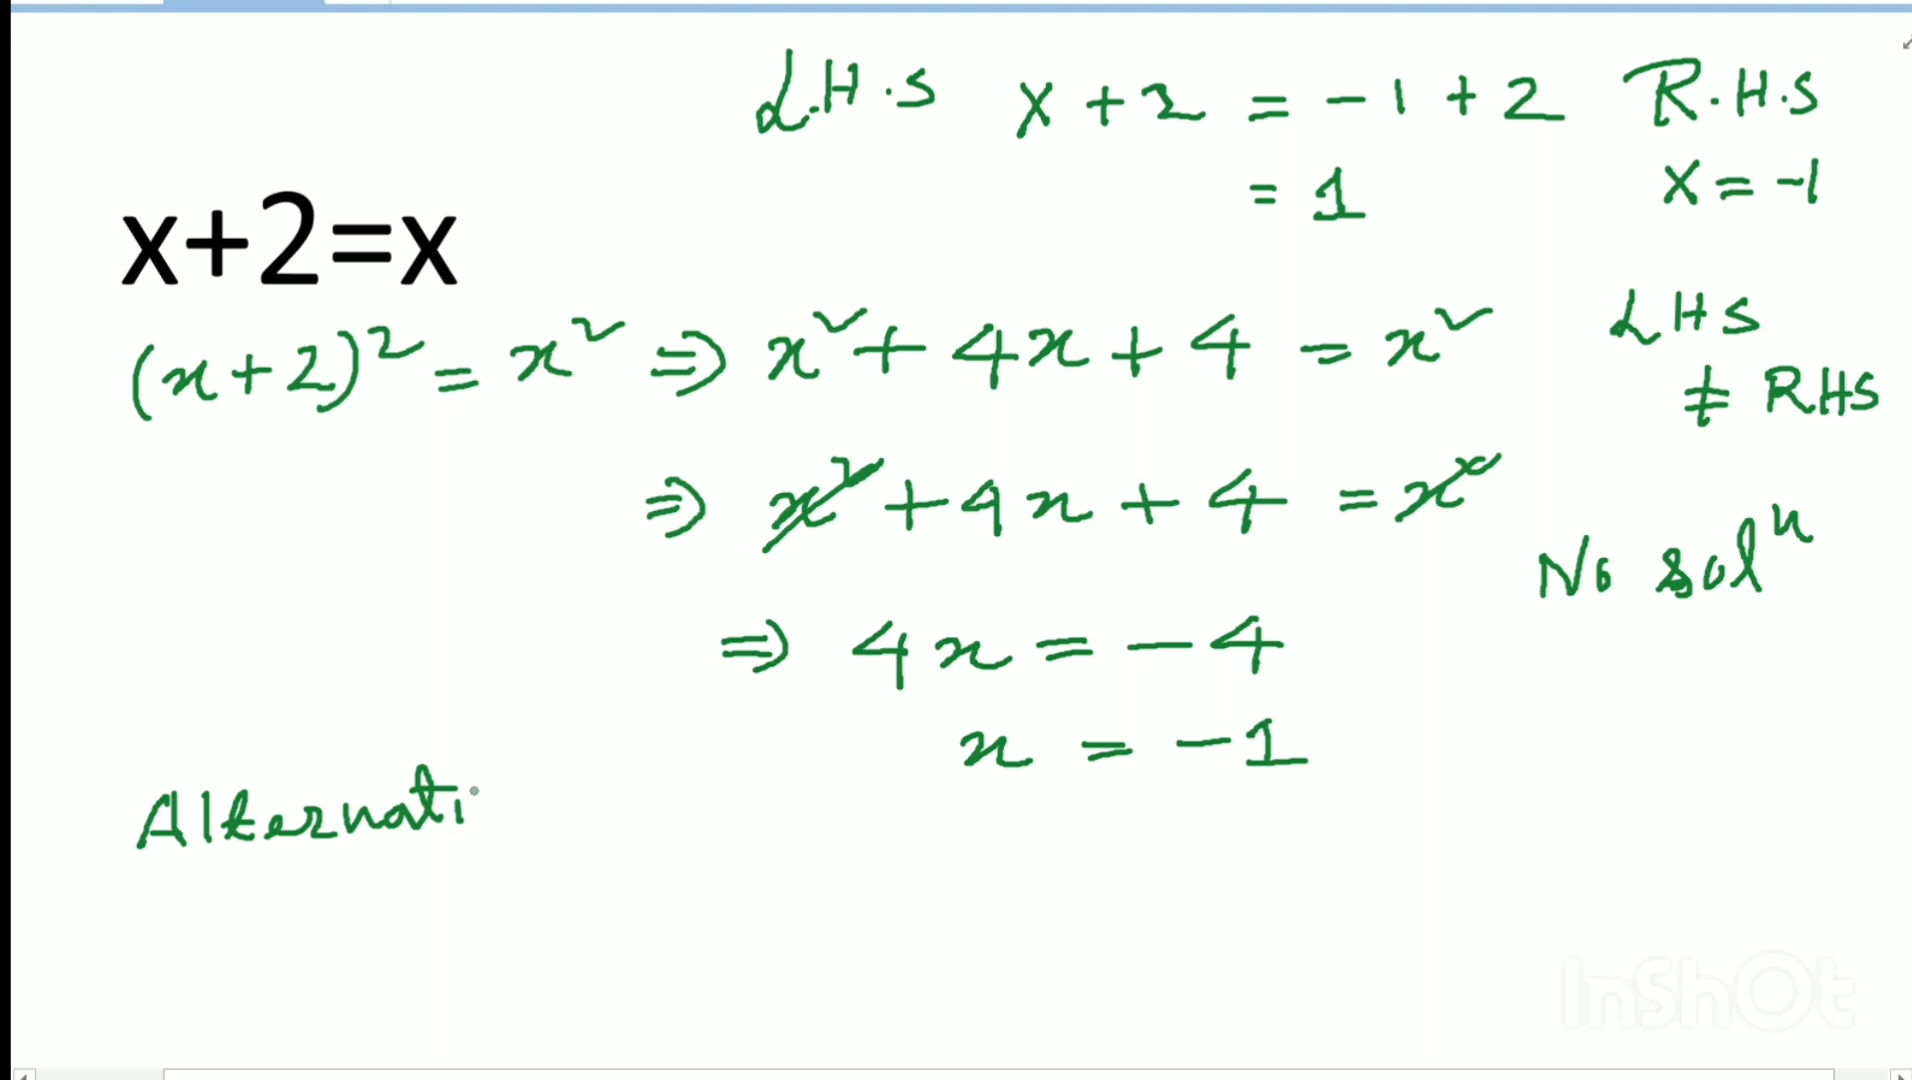 L.H.S x + 2 = -1 + 2 R.H.S
= 1 x = -1
x+2=x
(x+2)² = x² ⇒ x² + 4x + 4 = x² LHS
≠ RHS
⇒ x² + 4x + 4 = x²
No solⁿ
⇒ 4x = -4
x = -1
Alternati
InShOt